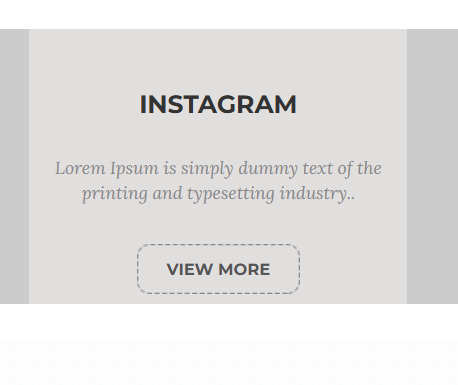 INSTAGRAM
Lorem Ipsum is simply dummy text of the
printing and typesetting industry..
VIEW MORE